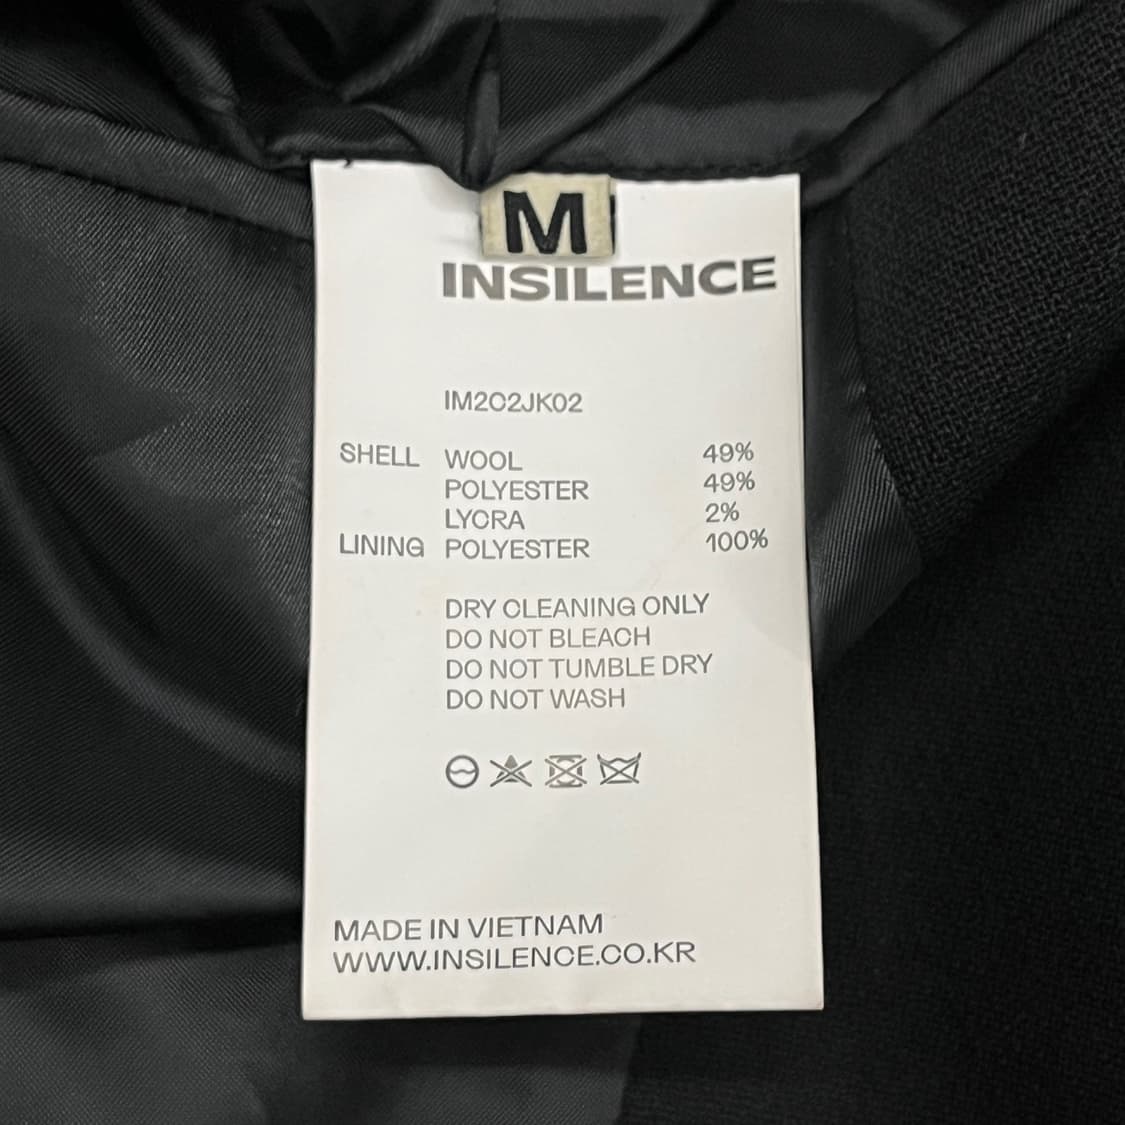 M
INSILENCE
IM2C2JK02
SHELL WOOL 49%
POLYESTER 49%
LYCRA 2%
LINING POLYESTER 100%
DRY CLEANING ONLY
DO NOT BLEACH
DO NOT TUMBLE DRY
DO NOT WASH
MADE IN VIETNAM
WWW.INSILENCE.CO.KR